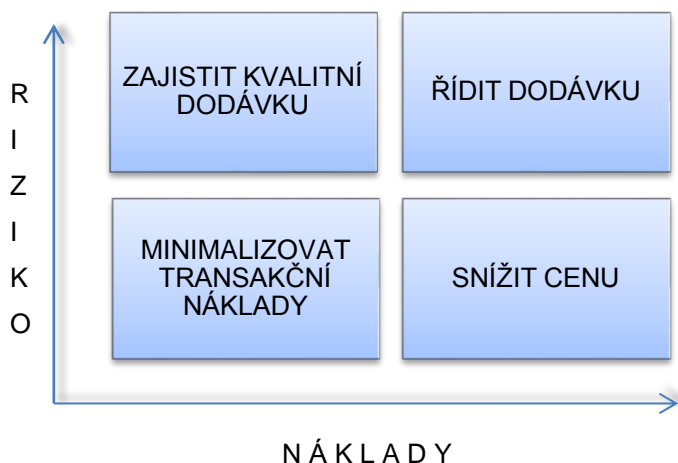 R
I
Z
I
K
O
ZAJISTIT KVALITNÍ
DODÁVKU
ŘÍDIT DODÁVKU
MINIMALIZOVAT
TRANSAKČNÍ
NÁKLADY
SNÍŽIT CENU
N Á K L A D Y